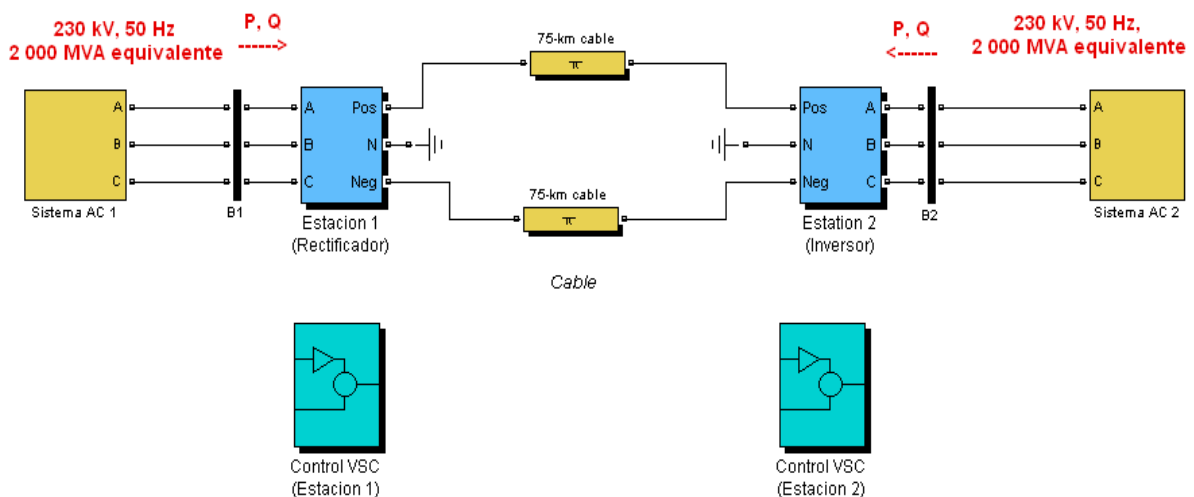 230 kV, 50 Hz
2 000 MVA equivalente
P, Q
------>
75-km cable
π
P, Q
<------
230 kV, 50 Hz,
2 000 MVA equivalente
A
B
C
Sistema AC 1
B1
A
B
C
Pos
N
Neg
Estacion 1
(Rectificador)
75-km cable
π
Cable
Pos
N
Neg
A
B
C
Estation 2
(Inversor)
B2
A
B
C
Sistema AC 2
Control VSC
(Estacion 1)
Control VSC
(Estacion 2)